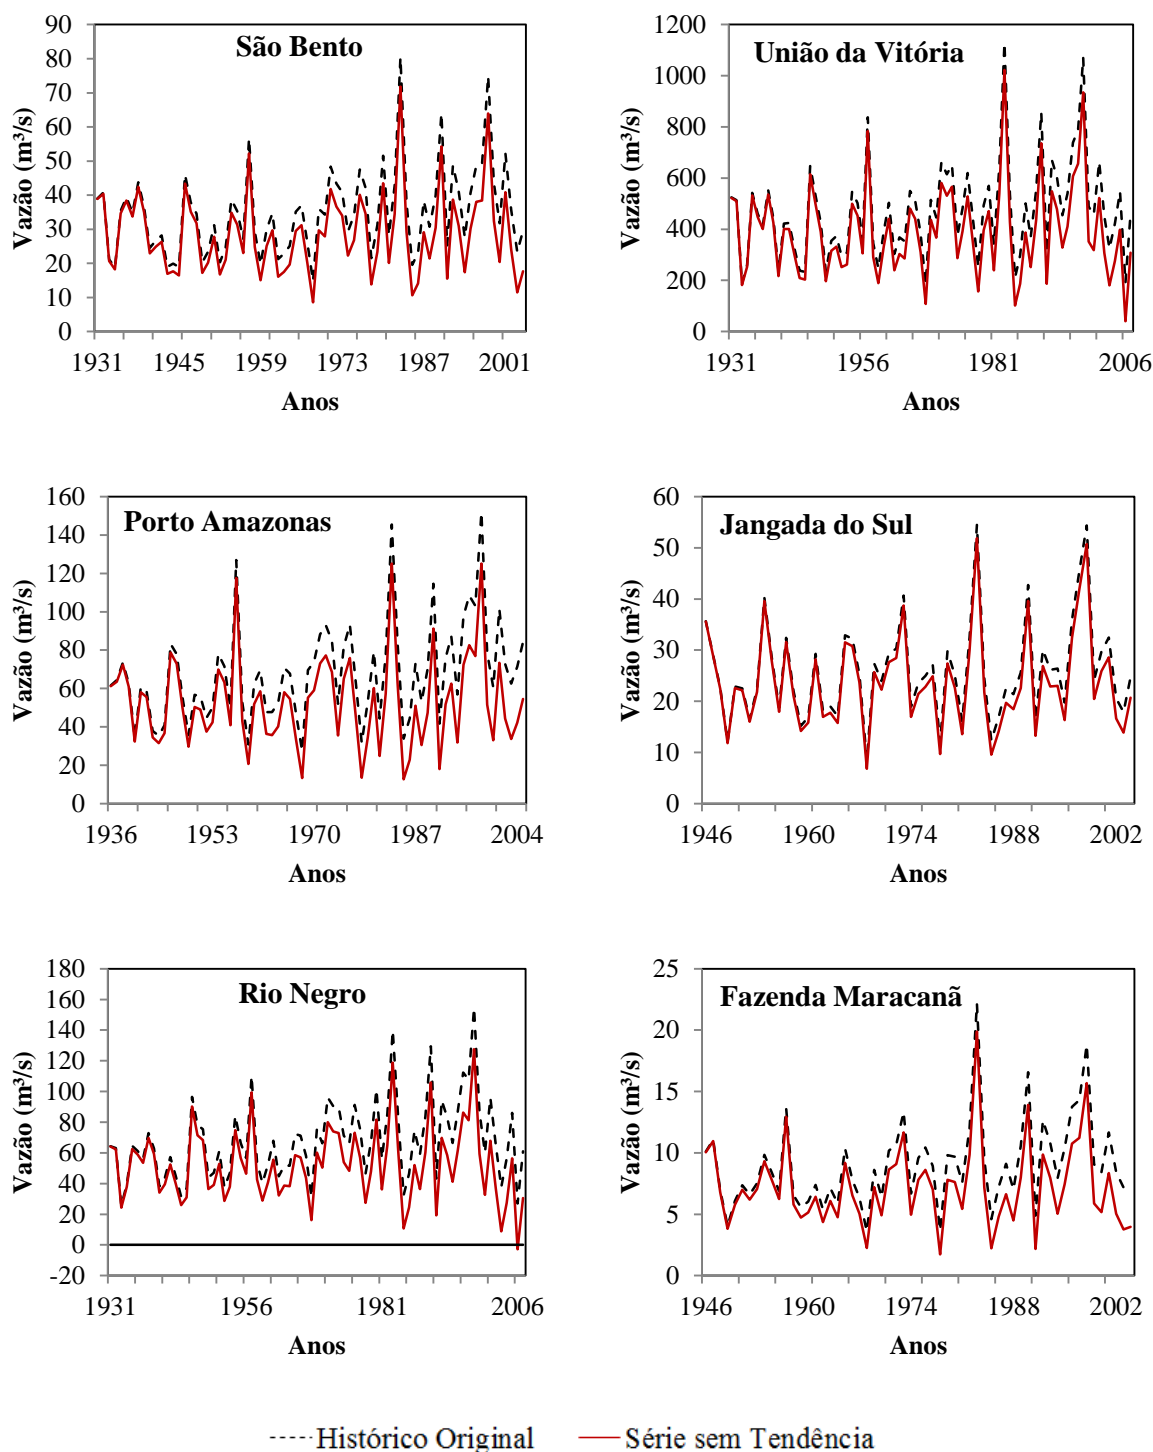 São Bento
Vazão (m³/s)
90
80
70
60
50
40
30
20
10
0
1931 1945 1959 1973 1987 2001
Anos
União da Vitória
Vazão (m³/s)
1200
1000
800
600
400
200
0
1931 1956 1981 2006
Anos
Porto Amazonas
Vazão (m³/s)
160
140
120
100
80
60
40
20
0
1936 1953 1970 1987 2004
Anos
Jangada do Sul
Vazão (m³/s)
60
50
40
30
20
10
0
1946 1960 1974 1988 2002
Anos
Rio Negro
Vazão (m³/s)
180
160
140
120
100
80
60
40
20
0
-20
1931 1956 1981 2006
Anos
Fazenda Maracanã
Vazão (m³/s)
25
20
15
10
5
0
1946 1960 1974 1988 2002
Anos
Histórico Original Série sem Tendência